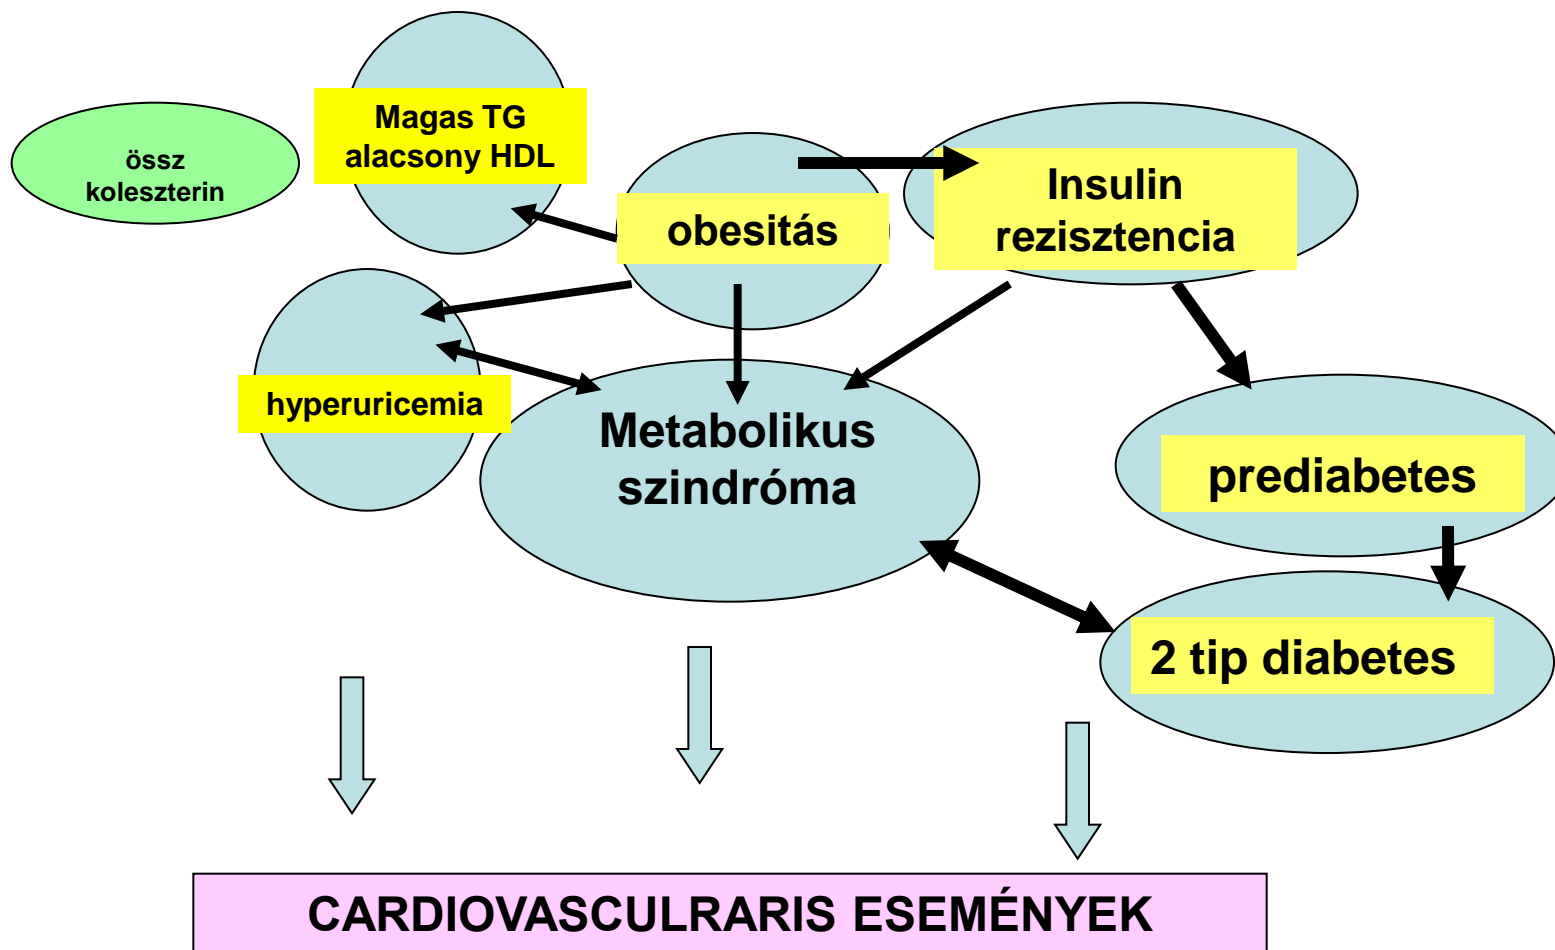 Magas TG
alacsony HDL
össz
koleszterin
obesitás
Insulin
rezisztencia
hyperuricemia
Metabolikus
szindróma
prediabetes
2 tip diabetes
CARDIOVASCULRARIS ESEMÉNYEK